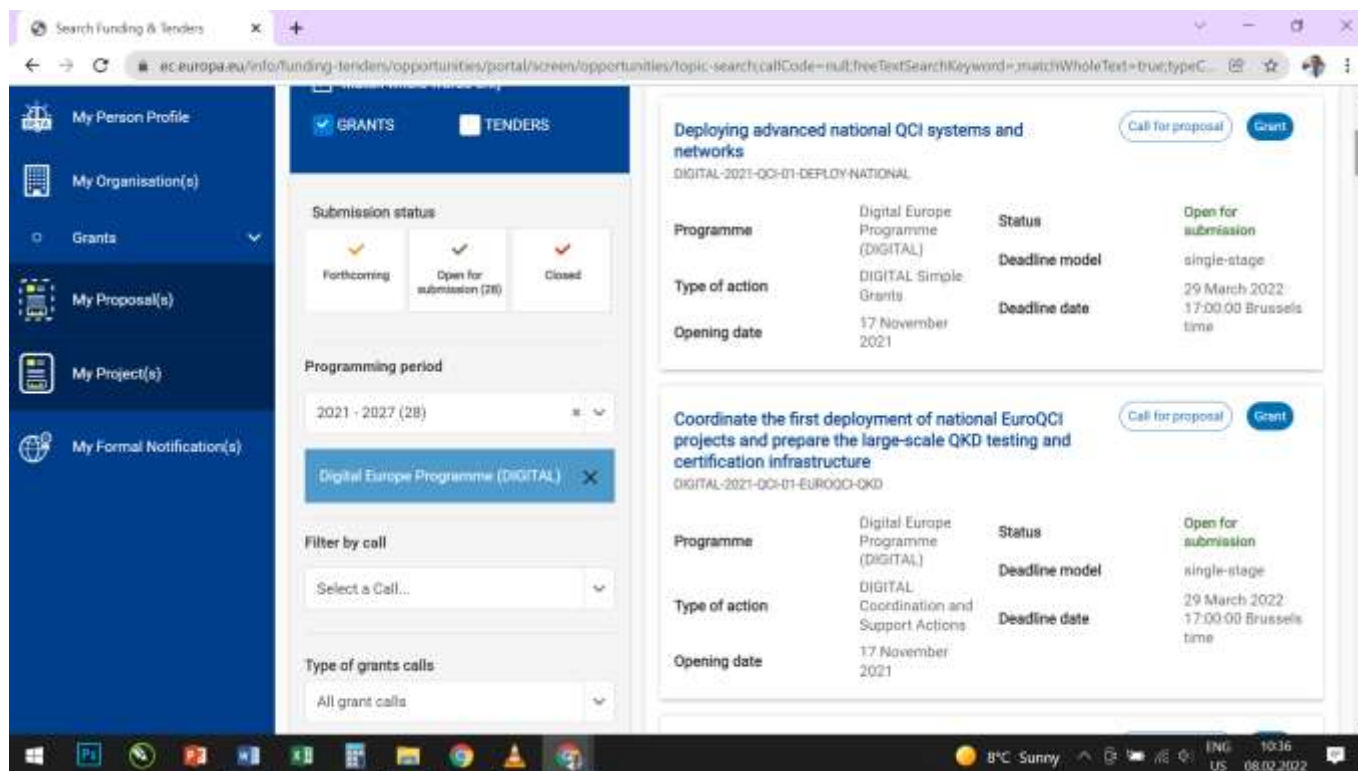 Search Funding & Tenders
ec.europa.eu/info/funding-tenders/opportunities/portal/screen/opportunities/topic-search;callCode=null;freeTextSearchKeyword=;matchWholeText=true;typeC...
My Person Profile
My Organisation(s)
Grants
My Proposal(s)
My Project(s)
My Formal Notification(s)
GRANTS
TENDERS
Submission status
Forthcoming
Open for
submission (28)
Closed
Programming period
2021 - 2027 (28)
Digital Europe Programme (DIGITAL)
Filter by call
Select a Call...
Type of grants calls
All grant calls
Deploying advanced national QCI systems and
networks
Call for proposal
Grant
DIGITAL-2021-QCI-01-DEPLOY-NATIONAL
Programme
Digital Europe
Programme
(DIGITAL)
Type of action
DIGITAL Simple
Grants
Opening date
17 November
2021
Status
Open for
submission
Deadline model
single-stage
Deadline date
29 March 2022
17:00:00 Brussels
time
Coordinate the first deployment of national EuroQCI
projects and prepare the large-scale QKD testing and
certification infrastructure
Call for proposal
Grant
DIGITAL-2021-QCI-01-EUROQCI-QKD
Programme
Digital Europe
Programme
(DIGITAL)
Type of action
DIGITAL
Coordination and
Support Actions
Opening date
17 November
2021
Status
Open for
submission
Deadline model
single-stage
Deadline date
29 March 2022
17:00:00 Brussels
time
8°C Sunny
ENG
US
10:36
08.02.2022